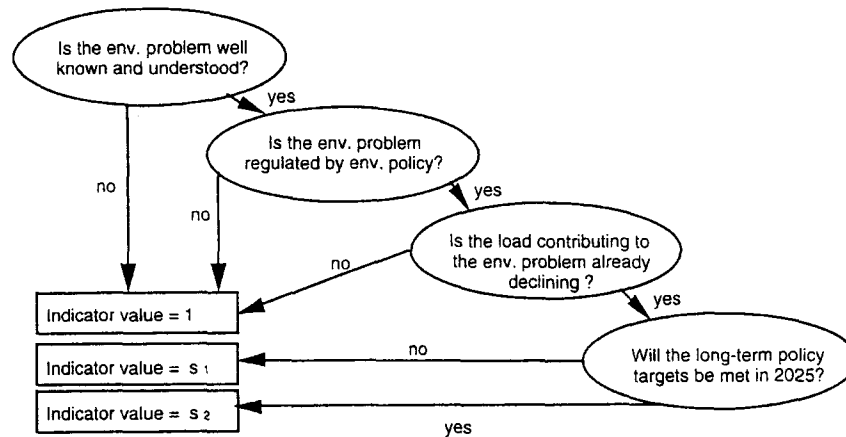 Is the env. problem well
known and understood?
yes
Is the env. problem
regulated by env. policy?
no
no
yes
Is the load contributing to
the env. problem already
declining ?
no
yes
Indicator value = 1
Indicator value = s 1
no
Will the long-term policy
targets be met in 2025?
Indicator value = s 2
yes